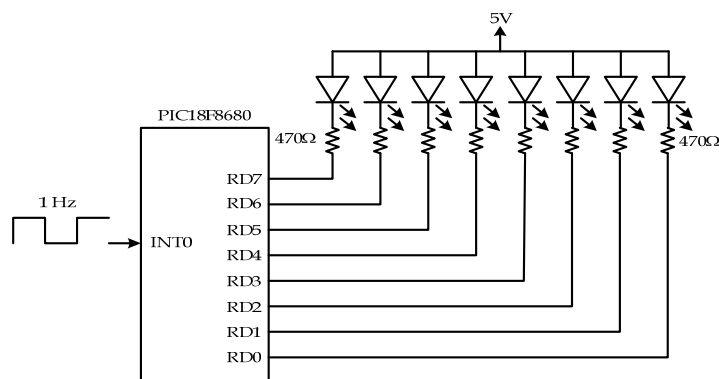 5V
PIC18F8680
470Ω
470Ω
RD7
1 Hz
RD6
INT0
RD5
RD4
RD3
RD2
RD1
RD0